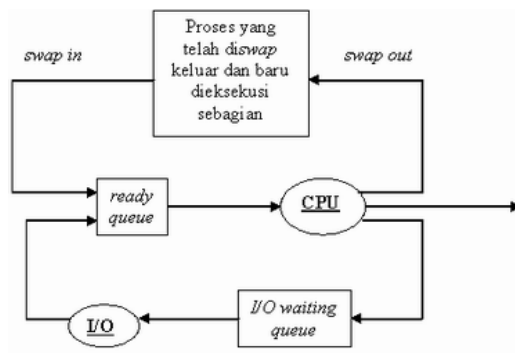 Proses yang
telah diswap
keluar dan baru
dieksekusi
sebagian
swap in
swap out
ready
queue
CPU
I/O waiting
queue
I/O